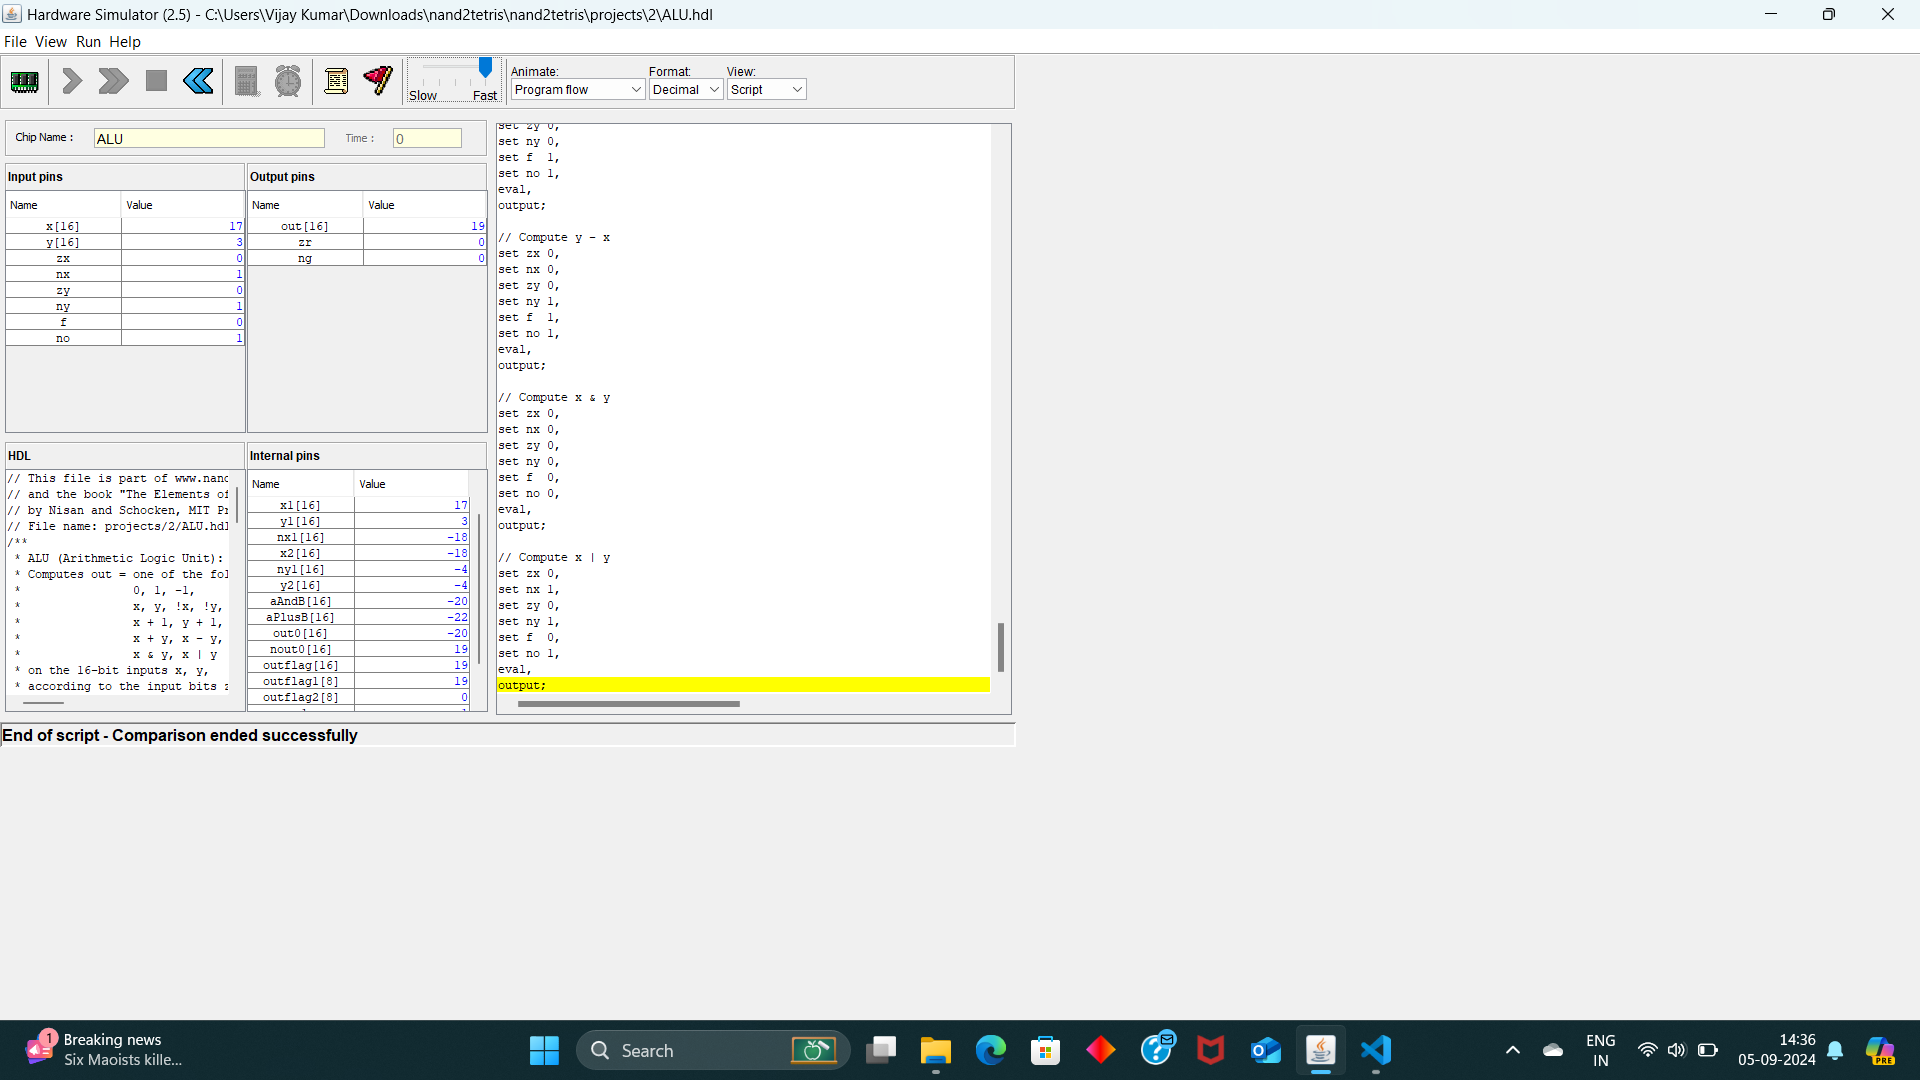 Hardware Simulator (2.5) - C:\Users\Vijay Kumar\Downloads\nand2tetris\nand2tetris\projects\2\ALU.hdl
File View Run Help
Slow Fast
Animate:
Program flow
Format:
Decimal
View:
Script
Chip Name :
ALU
Time :
0
Input pins
Name Value
x[16] 17
y[16] 3
zx 0
nx 1
zy 0
ny 1
f 0
no 1
Output pins
Name Value
out[16] 19
zr 0
ng 0
HDL
// This file is part of www.nand
// and the book "The Elements of
// by Nisan and Schocken, MIT Pr
// File name: projects/2/ALU.hdl
/**
* ALU (Arithmetic Logic Unit):
* Computes out = one of the fol
* 0, 1, -1,
* x, y, !x, !y,
* x + 1, y + 1,
* x + y, x - y,
* x & y, x | y
* on the 16-bit inputs x, y,
* according to the input bits z
Internal pins
Name Value
x1[16] 17
y1[16] 3
nx1[16] -18
x2[16] -18
ny1[16] -4
y2[16] -4
aAndB[16] -20
aPlusB[16] -22
out0[16] -20
nout0[16] 19
outflag[16] 19
outflag1[8] 19
outflag2[8] 0
set zy 0,
set ny 0,
set f 1,
set no 1,
eval,
output;
// Compute y - x
set zx 0,
set nx 0,
set zy 0,
set ny 1,
set f 1,
set no 1,
eval,
output;
// Compute x & y
set zx 0,
set nx 0,
set zy 0,
set ny 0,
set f 0,
set no 0,
eval,
output;
// Compute x | y
set zx 0,
set nx 1,
set zy 0,
set ny 1,
set f 0,
set no 1,
eval,
output;
End of script - Comparison ended successfully
1
Breaking news
Six Maoists kille...
Search
ENG
IN
14:36
05-09-2024
PRE